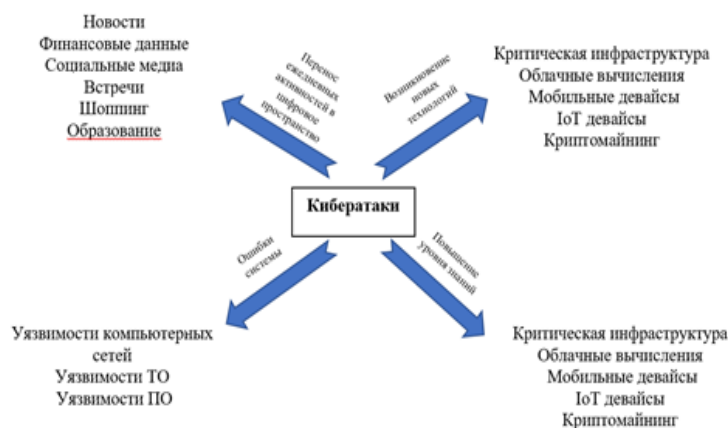 Новости
Финансовые данные
Социальные медиа
Встречи
Шоппинг
Образование
Перенос
ежедневных
активностей в
цифровое
пространство
Возникновение
новых
технологий
Критическая инфраструктура
Облачные вычисления
Мобильные девайсы
IoT девайсы
Криптомайнинг
Кибератаки
Ошибки
системы
Повышение
уровня знаний
Уязвимости компьютерных
сетей
Уязвимости ТО
Уязвимости ПО
Критическая инфраструктура
Облачные вычисления
Мобильные девайсы
IoT девайсы
Криптомайнинг